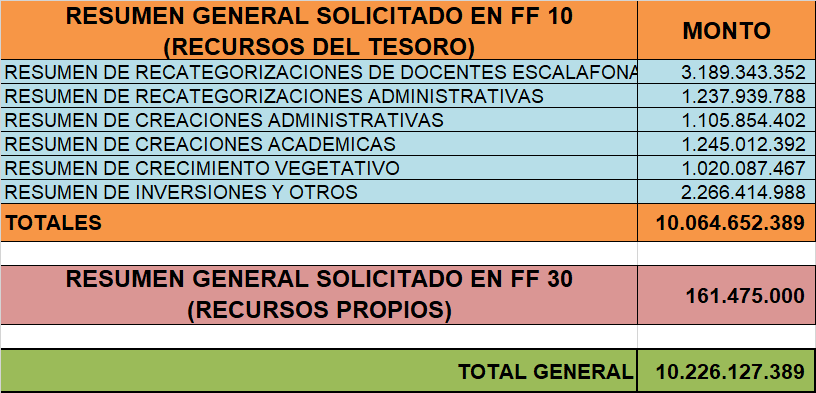 RESUMEN GENERAL SOLICITADO EN FF 10
(RECURSOS DEL TESORO)
MONTO
RESUMEN DE RECATEGORIZACIONES DE DOCENTES ESCALAFONA 3.189.343.352
RESUMEN DE RECATEGORIZACIONES ADMINISTRATIVAS 1.237.939.788
RESUMEN DE CREACIONES ADMINISTRATIVAS 1.105.854.402
RESUMEN DE CREACIONES ACADEMICAS 1.245.012.392
RESUMEN DE CRECIMIENTO VEGETATIVO 1.020.087.467
RESUMEN DE INVERSIONES Y OTROS 2.266.414.988
TOTALES 10.064.652.389
RESUMEN GENERAL SOLICITADO EN FF 30
(RECURSOS PROPIOS)
161.475.000
TOTAL GENERAL 10.226.127.389